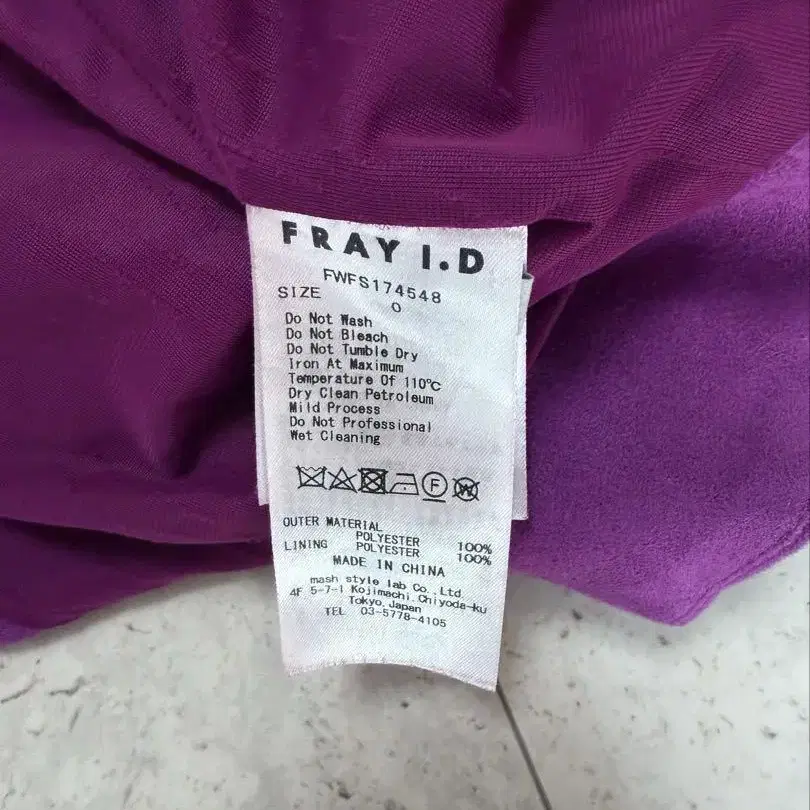 FRAY I.D
FWFS174548
SIZE 0
Do Not Wash
Do Not Bleach
Do Not Tumble Dry
Iron At Maximum
Temperature Of 110℃
Dry Clean Petroleum
Mild Process
Do Not Professional
Wet Cleaning
F W
OUTER MATERIAL
POLYESTER 100%
LINING POLYESTER 100%
MADE IN CHINA
mash style lab Co., Ltd.
4F 5-7-1 Kojimachi, Chiyoda-ku
Tokyo, Japan
TEL 03-5778-4105